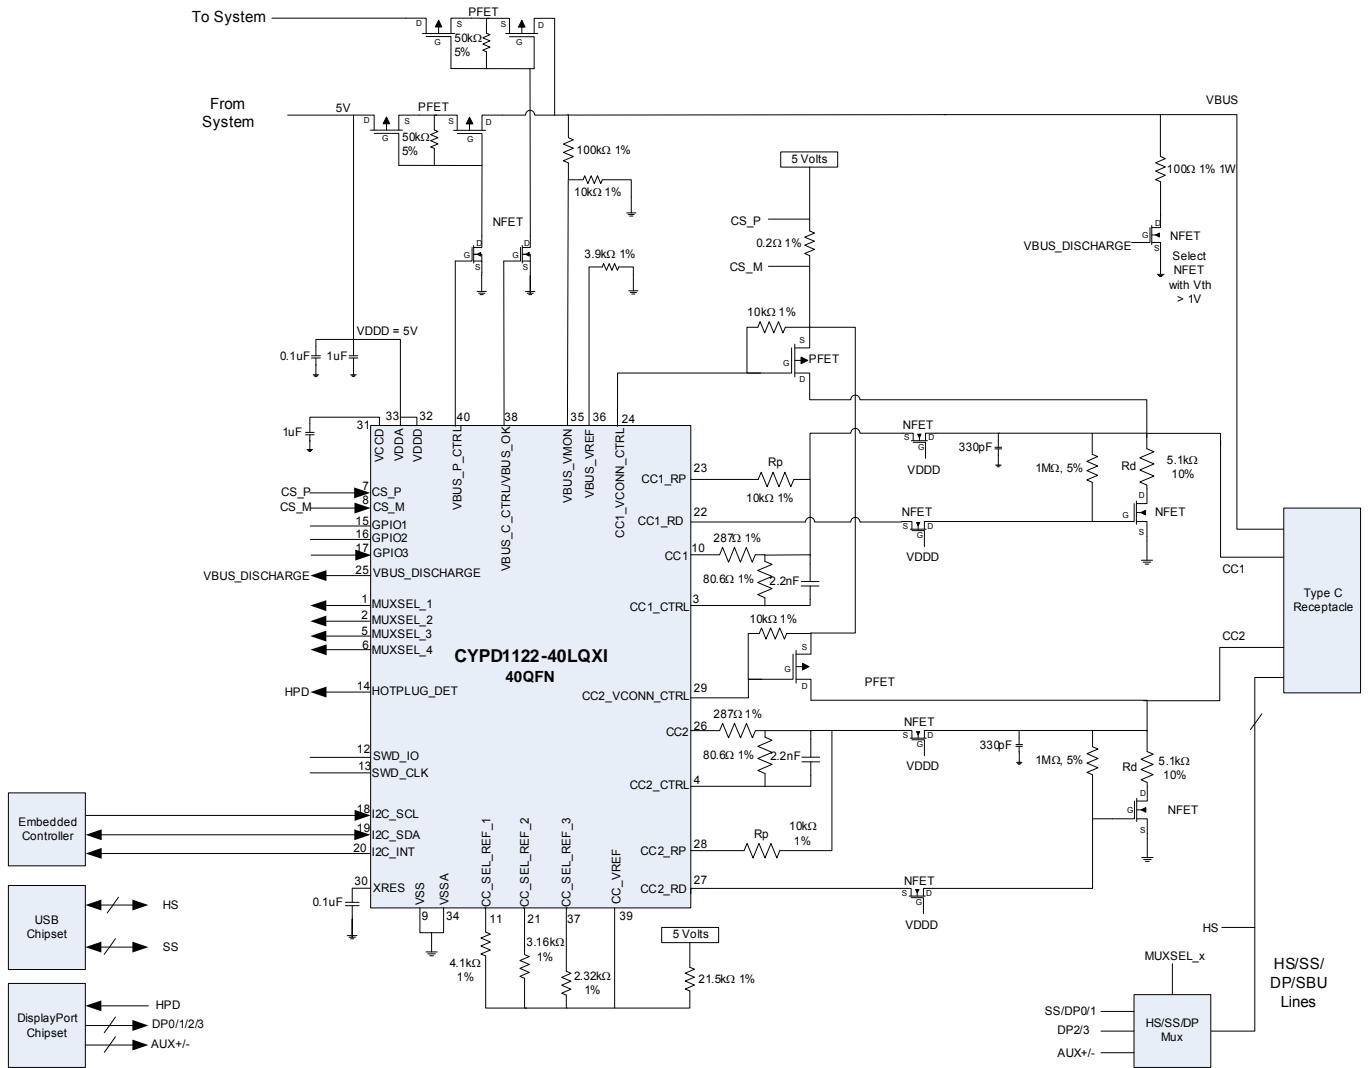 To System
PFET
D
S
S
D
G
G
50kΩ
5%
From
System
5V
PFET
D
S
S
D
G
G
50kΩ
5%
VBUS
100kΩ 1%
10kΩ 1%
5 Volts
100Ω 1% 1W
CS_P
0.2Ω 1%
CS_M
NFET
D
G
S
D
G
S
3.9kΩ 1%
VBUS_DISCHARGE
D
G
S
NFET
Select
NFET
with Vth
> 1V
10kΩ 1%
S
G
PFET
D
VDDD = 5V
0.1uF
1uF
1uF
31
33
32
40
38
35
36
24
VCCD
VDDA
VDDD
VBUS_P_CTRL
VBUS_C_CTRL/VBUS_OK
VBUS_VMON
VBUS_VREF
CC1_VCONN_CTRL
CS_P
7
CS_P
CS_M
8
CS_M
15
GPIO1
16
GPIO2
17
GPIO3
VBUS_DISCHARGE
25
VBUS_DISCHARGE
1
MUXSEL_1
2
MUXSEL_2
5
MUXSEL_3
6
MUXSEL_4
HPD
14
HOTPLUG_DET
12
SWD_IO
13
SWD_CLK
18
I2C_SCL
19
I2C_SDA
20
I2C_INT
30
XRES
0.1uF
CYPD1122-40LQXI
40QFN
CC1_RP
23
Rp
10kΩ 1%
CC1_RD
22
CC1
10
287Ω 1%
80.6Ω 1%
2.2nF
CC1_CTRL
3
10kΩ 1%
S
G
D
PFET
CC2_VCONN_CTRL
29
CC2
26
287Ω 1%
80.6Ω 1%
2.2nF
CC2_CTRL
4
CC2_RP
28
Rp
10kΩ
1%
CC2_RD
27
NFET
S
D
G
VDDD
330pF
1MΩ, 5%
Rd
5.1kΩ
10%
D
G
S
NFET
NFET
S
D
G
VDDD
CC1
CC2
Type C
Receptacle
NFET
S
D
G
VDDD
330pF
1MΩ, 5%
Rd
5.1kΩ
10%
D
G
S
NFET
NFET
S
D
G
VDDD
VSS
VSSA
CC_SEL_REF_1
CC_SEL_REF_2
CC_SEL_REF_3
CC_VREF
9
34
11
21
37
39
4.1kΩ
1%
3.16kΩ
1%
2.32kΩ
1%
5 Volts
21.5kΩ 1%
Embedded
Controller
USB
Chipset
HS
SS
DisplayPort
Chipset
HPD
DP0/1/2/3
AUX+/-
HS
MUXSEL_x
HS/SS/
DP/SBU
Lines
SS/DP0/1
DP2/3
AUX+/-
HS/SS/DP
Mux